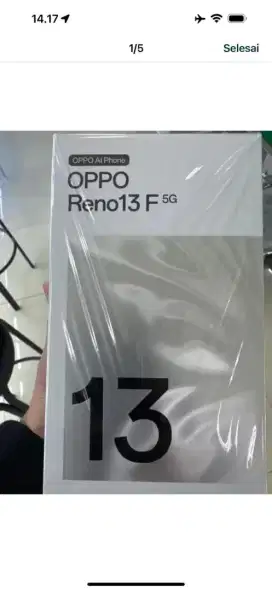 14.17
1/5
Selesai
OPPO AI Phone
OPPO
Reno13 F 5G
13